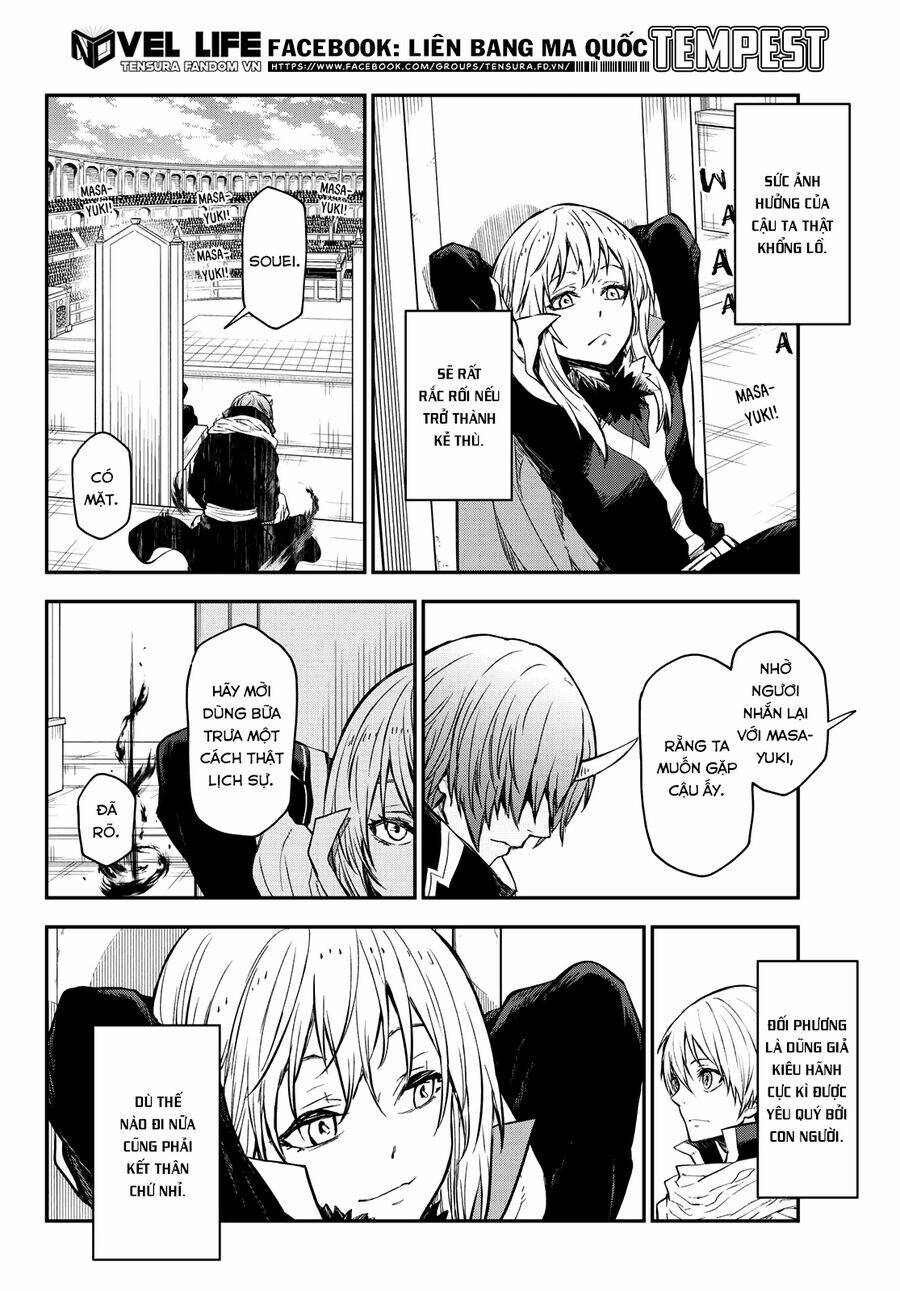 NOVEL LIFE
TENSURA FANDOM VN
FACEBOOK: LIÊN BANG MA QUỐC
HTTPS://WWW.FACEBOOK.COM/GROUPS/TENSURA.FD.VN/
TEMPEST
SỨC ẢNH
HƯỞNG CỦA
CẬU TA THẬT
KHỔNG LỒ.
WAAAA
MASA-
YUKI!
SẼ RẤT
RẮC RỐI NẾU
TRỞ THÀNH
KẺ THÙ.
MASA-
YUKI!
MASA-
YUKI!
MASA-
YUKI!
MASA-
YUKI!
SOUEI.
CÓ
MẶT.
NHỜ
NGƯƠI
NHẮN LẠI
VỚI MASA-
YUKI,
RẰNG TA
MUỐN GẶP
CẬU ẤY.
HÃY MỜI
DÙNG BỮA
TRƯA MỘT
CÁCH THẬT
LỊCH SỰ.
ĐÃ
RÕ.
ĐỐI PHƯƠNG
LÀ DŨNG GIẢ
KIÊU HÃNH
CỰC KÌ ĐƯỢC
YÊU QUÝ BỞI
CON NGƯỜI.
DÙ THẾ
NÀO ĐI NỮA
CŨNG PHẢI
KẾT THÂN
CHỨ NHỈ.